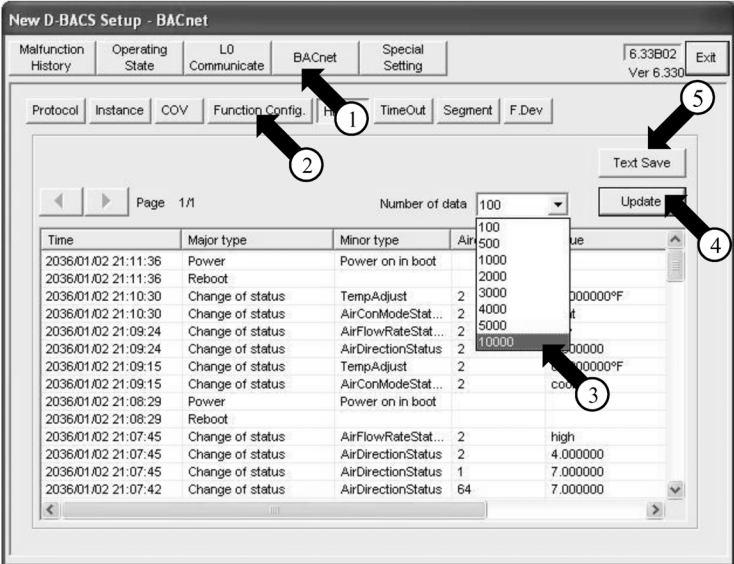 New D-BACS Setup - BACnet
Malfunction History
Operating State
L0 Communicate
BACnet
Special Setting
6.33B02
Ver 6.330
Exit
1
5
Protocol
Instance
COV
Function Config.
TimeOut
Segment
F.Dev
2
Text Save
Page 1/1
Number of data
100
Update
4
100
500
1000
2000
3000
4000
5000
10000
3
Time Major type Minor type
2036/01/02 21:11:36 Power Power on in boot
2036/01/02 21:11:36 Reboot
2036/01/02 21:10:30 Change of status TempAdjust 2
2036/01/02 21:10:30 Change of status AirConModeStat... 2
2036/01/02 21:09:24 Change of status AirFlowRateStat... 2
2036/01/02 21:09:24 Change of status AirDirectionStatus 2
2036/01/02 21:09:15 Change of status TempAdjust 2
2036/01/02 21:09:15 Change of status AirConModeStat... 2
2036/01/02 21:08:29 Power Power on in boot
2036/01/02 21:08:29 Reboot
2036/01/02 21:07:45 Change of status AirFlowRateStat... 2 high
2036/01/02 21:07:45 Change of status AirDirectionStatus 2 4.000000
2036/01/02 21:07:45 Change of status AirDirectionStatus 1 7.000000
2036/01/02 21:07:42 Change of status AirDirectionStatus 64 7.000000